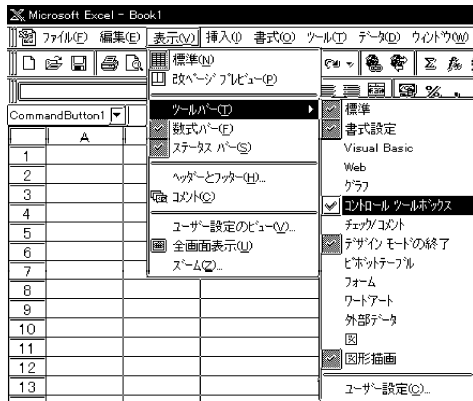 Microsoft Excel - Book1
ファイル(F) 編集(E) 表示(V) 挿入(I) 書式(O) ツール(T) データ(D) ウィンドウ(W)
標準(N)
改ページ プレビュー(P)
ツールバー(T)
数式バー(F)
ステータス バー(S)
ヘッダーとフッター(H)...
コメント(C)
ユーザー設定のビュー(V)...
全画面表示(U)
ズーム(Z)...
標準
書式設定
Visual Basic
Web
グラフ
コントロール ツールボックス
チェック/コメント
デザイン モードの終了
ピボットテーブル
フォーム
ワードアート
外部データ
図
図形描画
ユーザー設定(C)...
CommandButton1
A
1
2
3
4
5
6
7
8
9
10
11
12
13
Σ
%
,